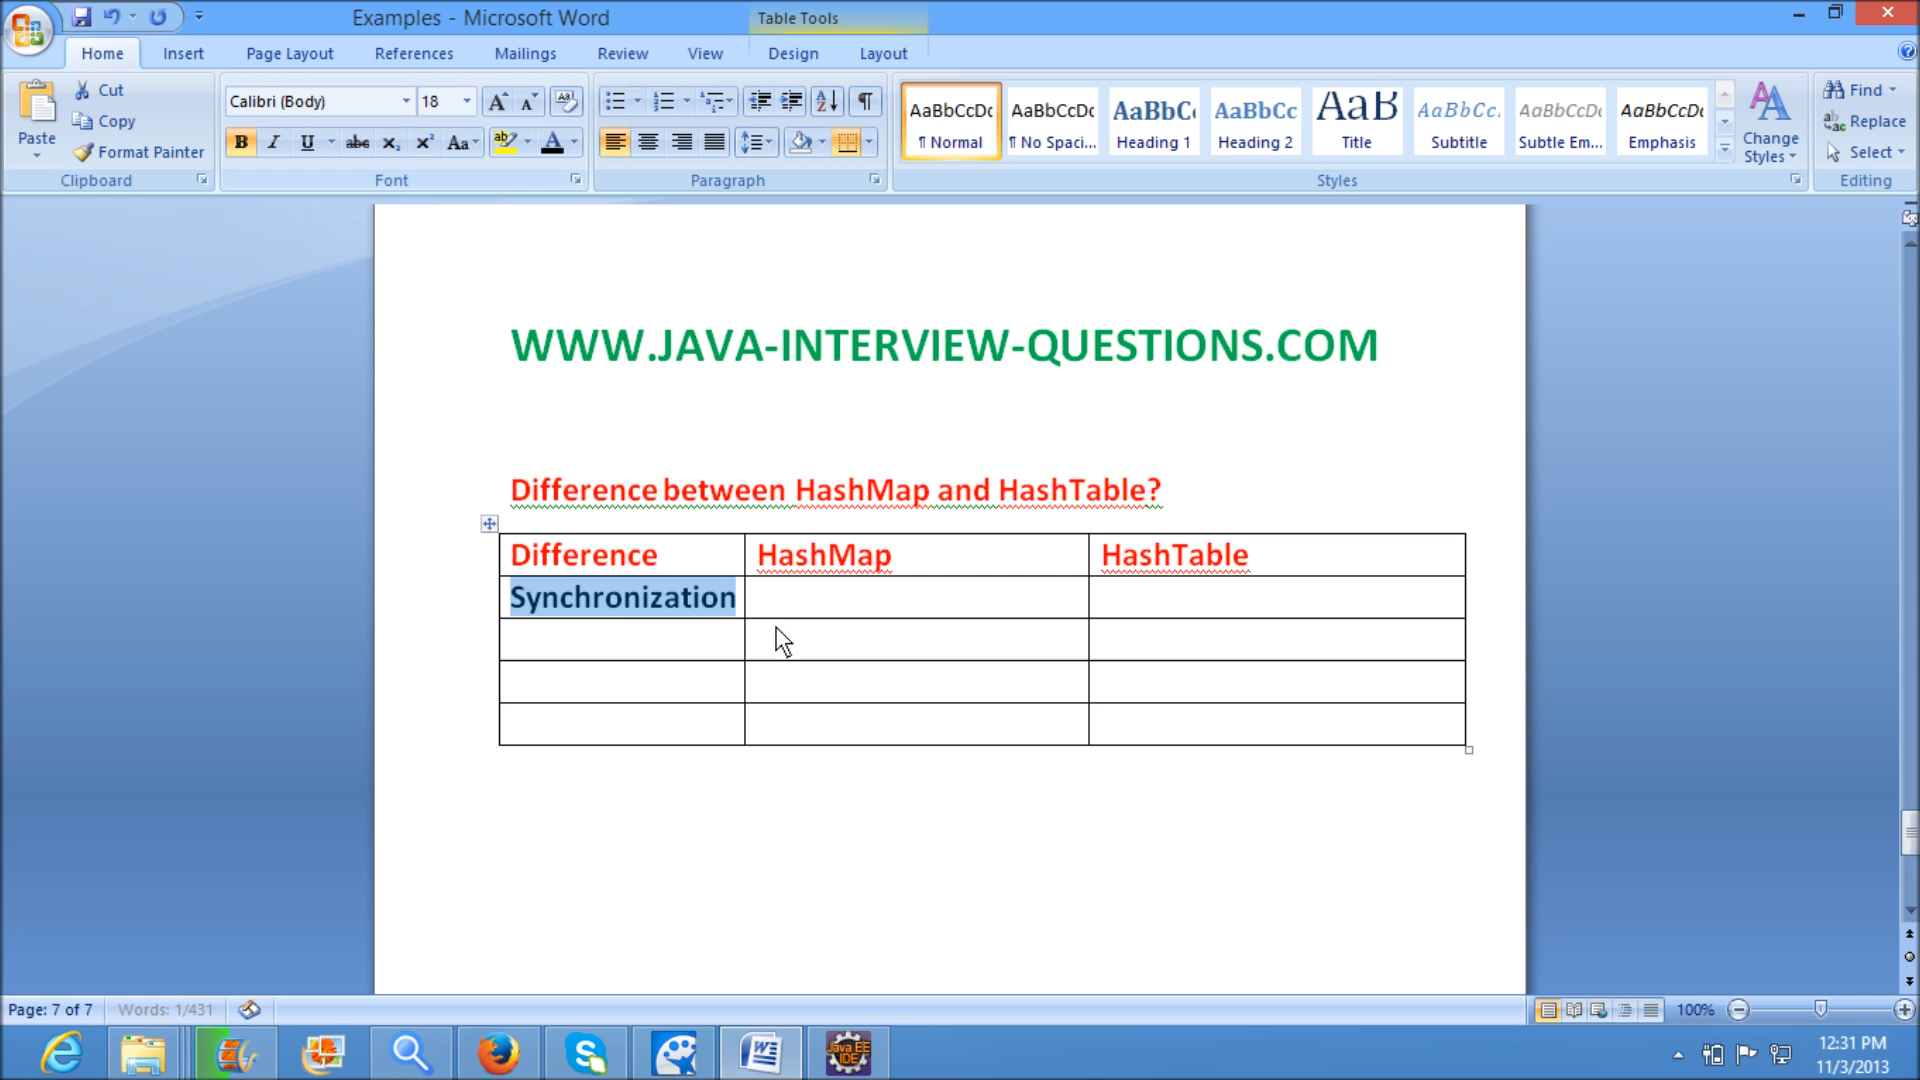 Examples - Microsoft Word
Table Tools
Home Insert Page Layout References Mailings Review View Design Layout
Paste
Cut
Copy
Format Painter
Clipboard
Calibri (Body) 18
Font
Paragraph
AaBbCcDc AaBbCcDc AaBbCc AaBbCc AaB AaBbCc. AaBbCcDc AaBbCcDc
¶ Normal ¶ No Spaci... Heading 1 Heading 2 Title Subtitle Subtle Em... Emphasis
Change Styles
Styles
Find
Replace
Select
Editing
WWW.JAVA-INTERVIEW-QUESTIONS.COM
Difference between HashMap and HashTable?
Difference HashMap HashTable
Synchronization
Page: 7 of 7 Words: 1/431 100%
Java EE
IDE
12:31 PM
11/3/2013